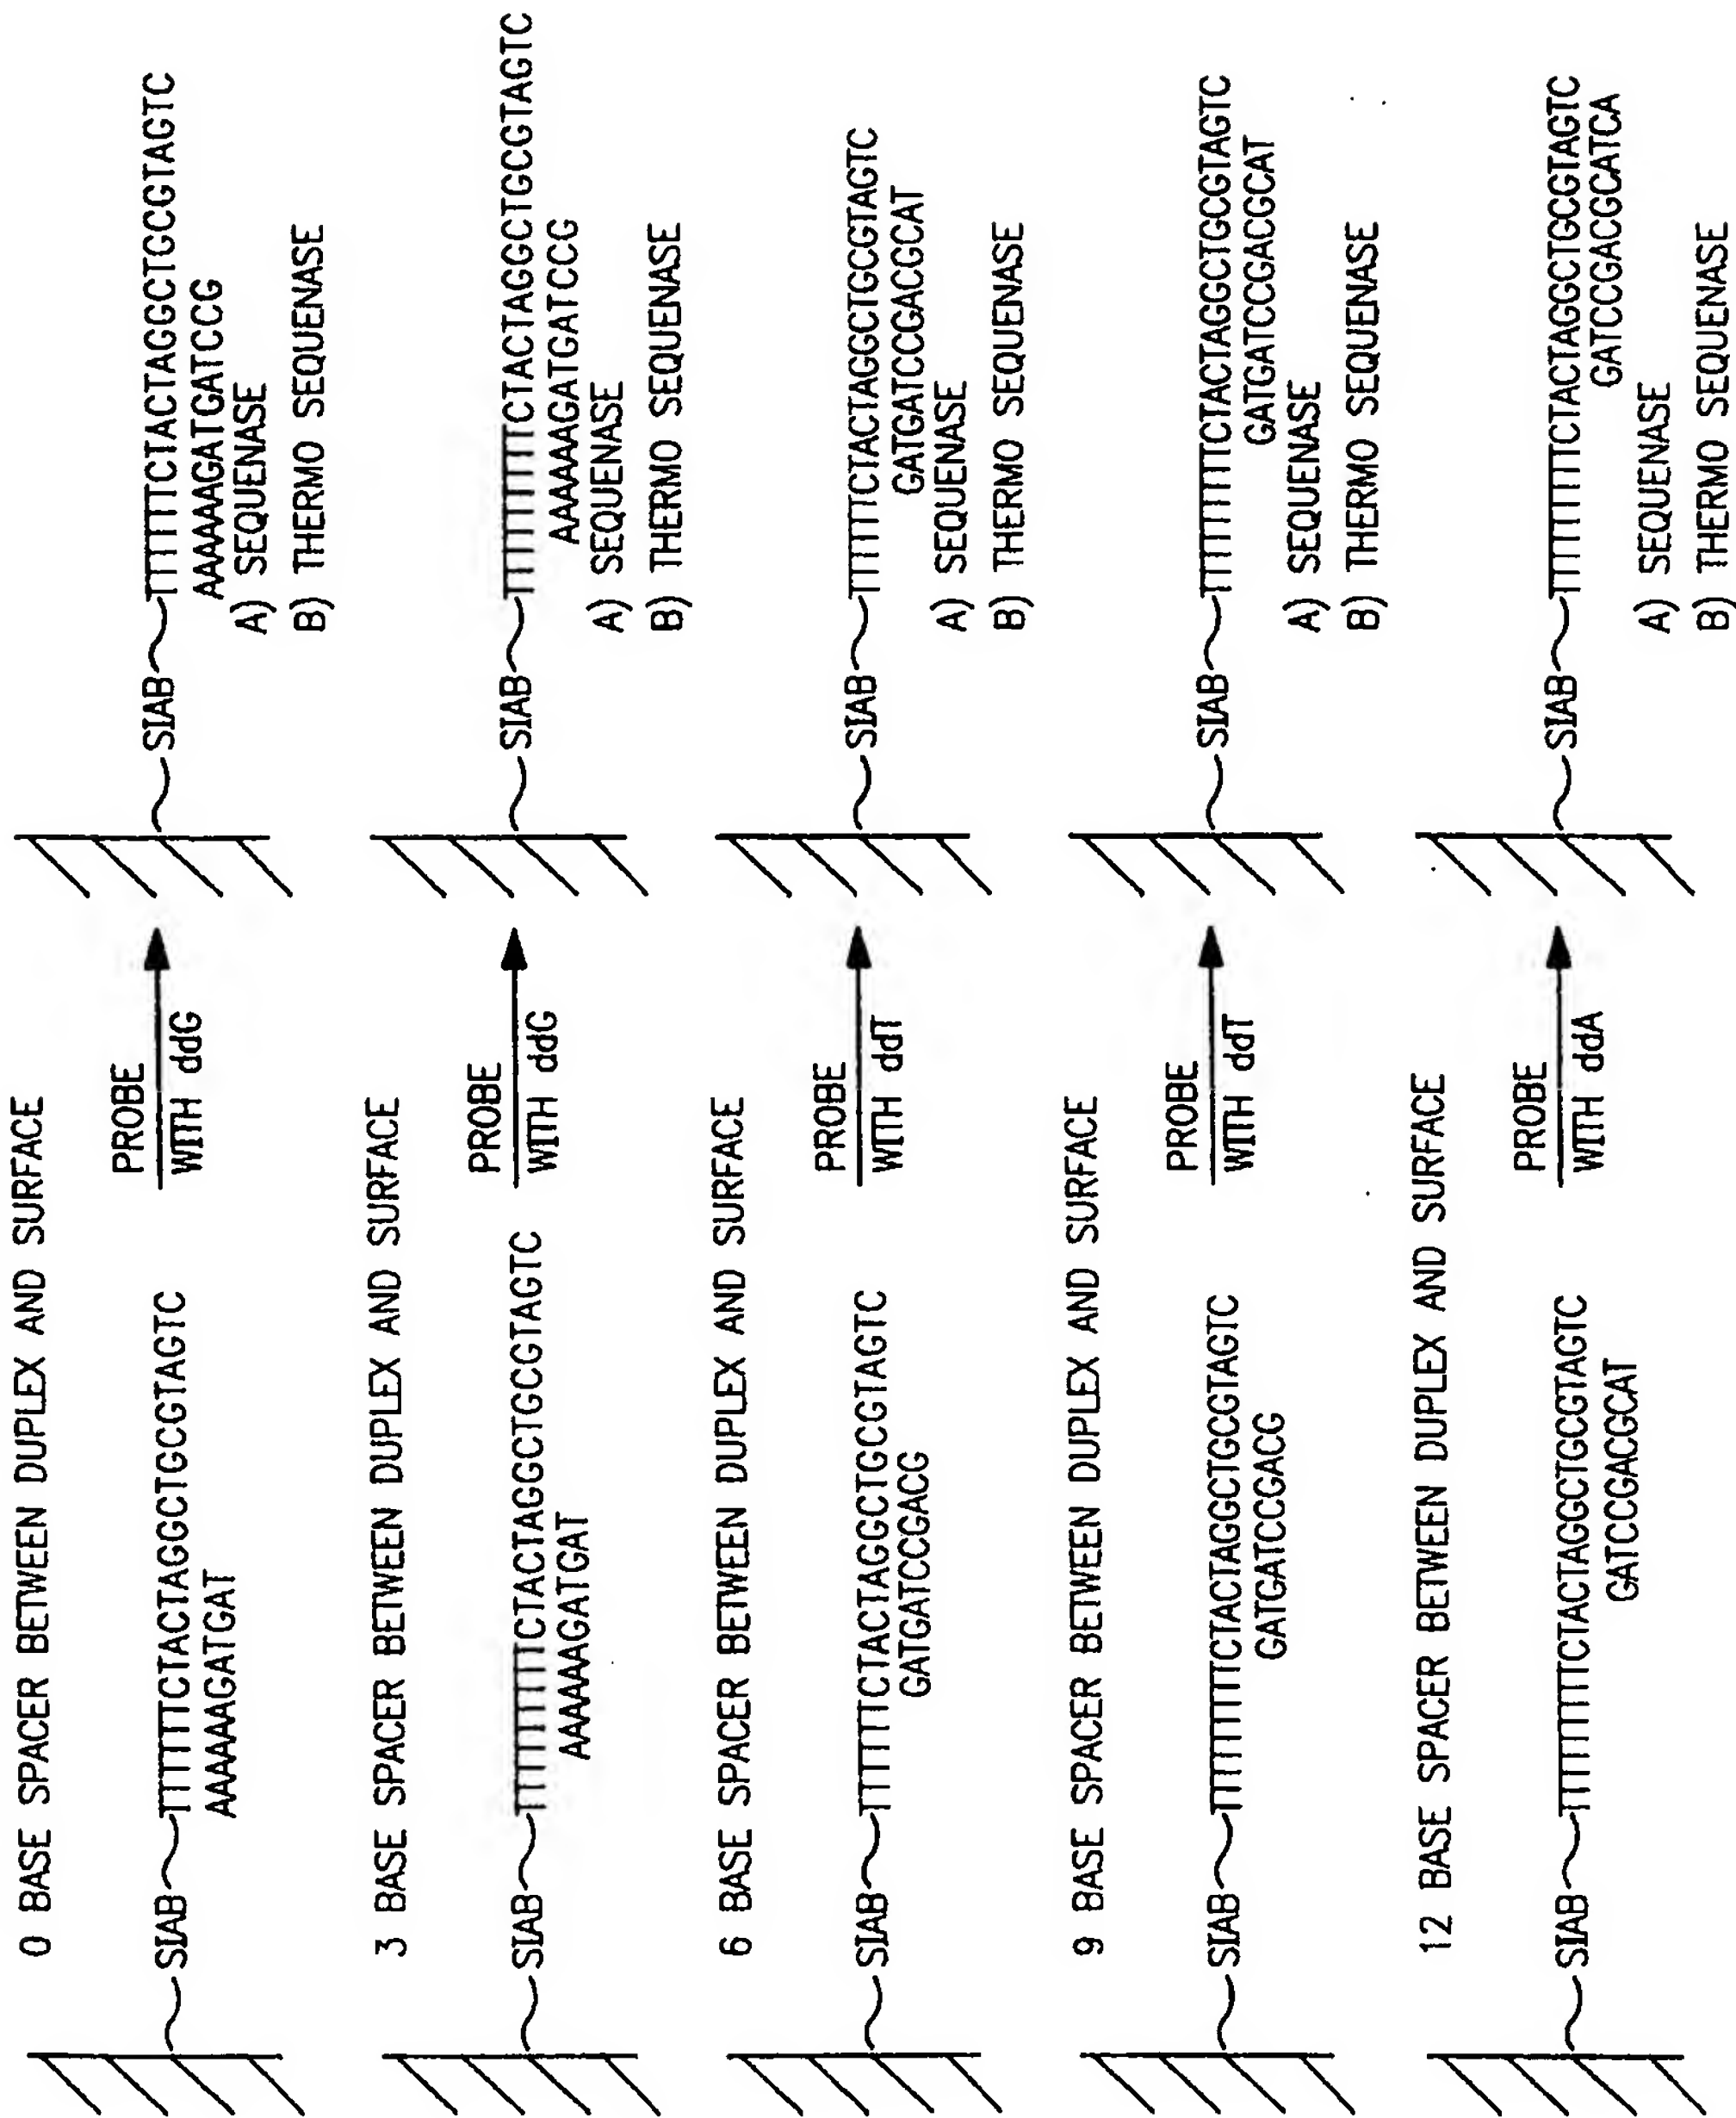 0 BASE SPACER BETWEEN DUPLEX AND SURFACE
SIAB TTTTTTCTACTAGGCTGCGTAGTC
AAAAAGATGAT
PROBE
WITH ddG
SIAB TTTTTTCTACTAGGCTGCGTAGTC
AAAAAGATGATCCG
A) SEQUENASE
B) THERMO SEQUENASE
3 BASE SPACER BETWEEN DUPLEX AND SURFACE
SIAB TTTTTTTTTCTACTAGGCTGCGTAGTC
AAAAAGATGAT
PROBE
WITH ddG
SIAB TTTTTTTTTCTACTAGGCTGCGTAGTC
AAAAAGATGATCCG
A) SEQUENASE
B) THERMO SEQUENASE
6 BASE SPACER BETWEEN DUPLEX AND SURFACE
SIAB TTTTTTCTACTAGGCTGCGTAGTC
GATGATCCGACG
PROBE
WITH ddT
SIAB TTTTTTCTACTAGGCTGCGTAGTC
GATGATCCGACGCAT
A) SEQUENASE
B) THERMO SEQUENASE
9 BASE SPACER BETWEEN DUPLEX AND SURFACE
SIAB TTTTTTTTTCTACTAGGCTGCGTAGTC
GATGATCCGACG
PROBE
WITH ddT
SIAB TTTTTTTTTCTACTAGGCTGCGTAGTC
GATGATCCGACGCAT
A) SEQUENASE
B) THERMO SEQUENASE
12 BASE SPACER BETWEEN DUPLEX AND SURFACE
SIAB TTTTTTTTTCTACTAGGCTGCGTAGTC
GATCCGACGCAT
PROBE
WITH ddA
SIAB TTTTTTTTTCTACTAGGCTGCGTAGTC
GATCCGACGCATCA
A) SEQUENASE
B) THERMO SEQUENASE